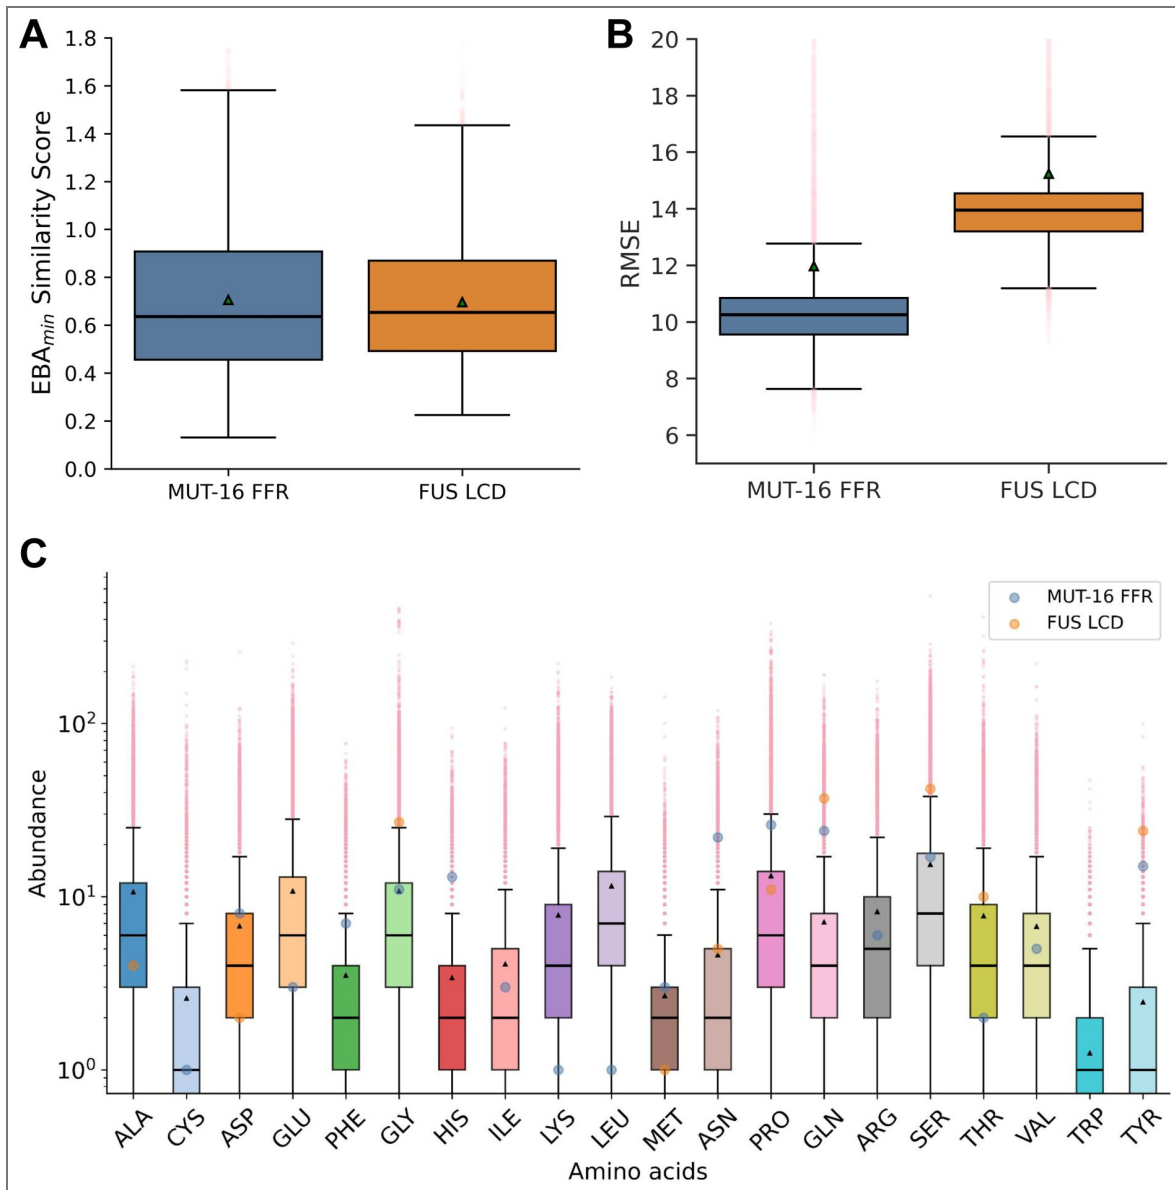 A
B
1.8
1.6
1.4
1.2
1.0
0.8
0.6
0.4
0.2
0.0
EBAmin Similarity Score
MUT-16 FFR
FUS LCD
20
18
16
14
12
10
8
6
RMSE
MUT-16 FFR
FUS LCD
C
MUT-16 FFR
FUS LCD
10²
10¹
10⁰
Abundance
ALA
CYS
ASP
GLU
PHE
GLY
HIS
ILE
LYS
LEU
MET
ASN
PRO
GLN
ARG
SER
THR
VAL
TRP
TYR
Amino acids